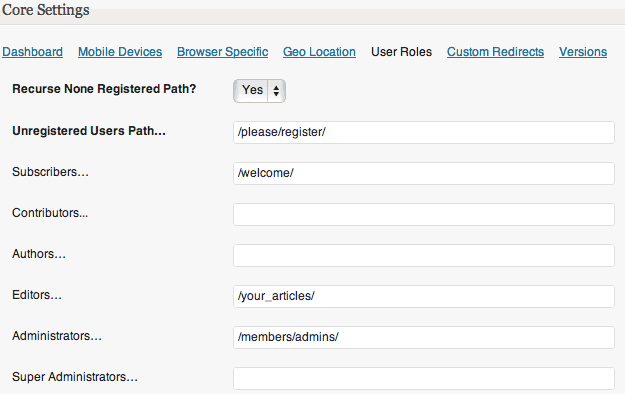 Core Settings
Dashboard Mobile Devices Browser Specific Geo Location User Roles Custom Redirects Versions
Recurse None Registered Path? Yes
Unregistered Users Path… /please/register/
Subscribers… /welcome/
Contributors...
Authors…
Editors… /your_articles/
Administrators… /members/admins/
Super Administrators…